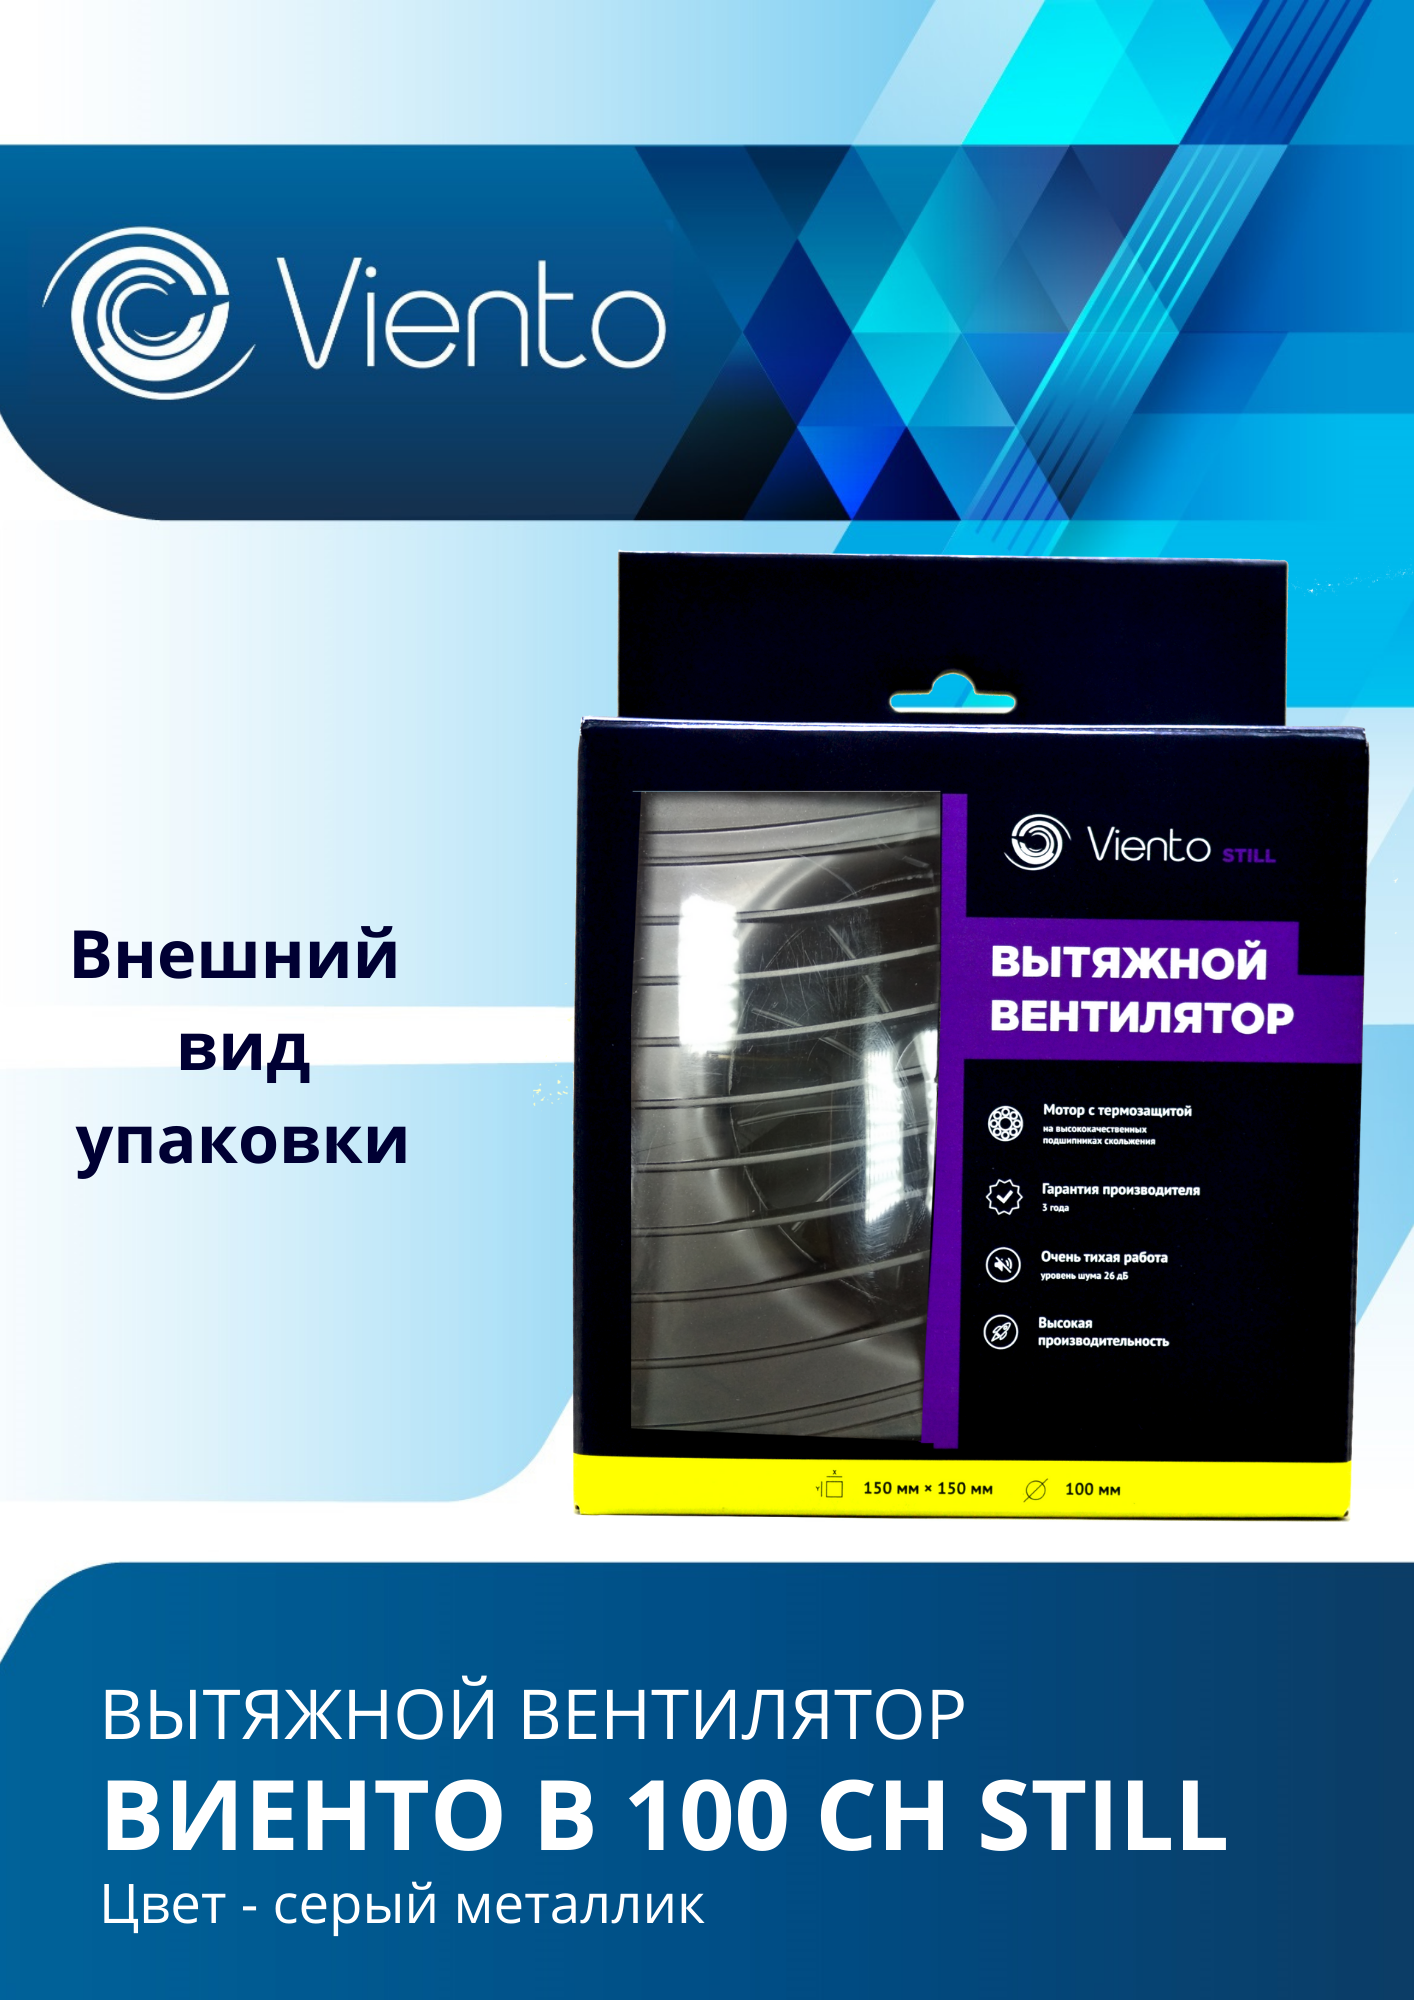 Viento
Внешний
вид
упаковки
Viento STILL
ВЫТЯЖНОЙ
ВЕНТИЛЯТОР
Мотор с термозащитой
на высококачественных
подшипниках скольжения
Гарантия производителя
3 года
Очень тихая работа
уровень шума 26 дБ
Высокая
производительность
X
Y
150 мм × 150 мм
100 мм
ВЫТЯЖНОЙ ВЕНТИЛЯТОР
ВИЕНТО В 100 СН STILL
Цвет - серый металлик